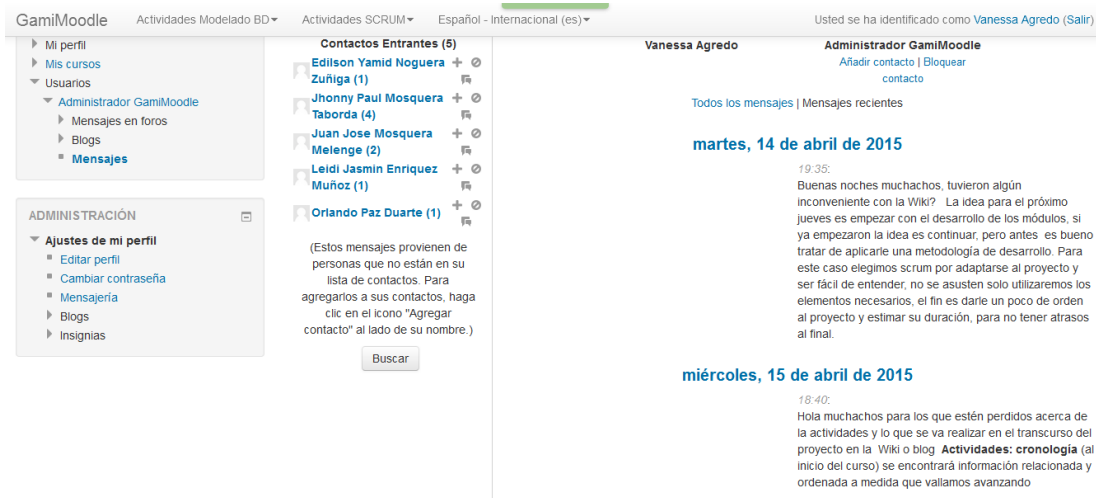 GamiMoodle Actividades Modelado BD Actividades SCRUM Español - Internacional (es) Usted se ha identificado como Vanessa Agredo (Salir)
Mi perfil
Mis cursos
Usuarios
Administrador GamiMoodle
Mensajes en foros
Blogs
Mensajes
ADMINISTRACIÓN
Ajustes de mi perfil
Editar perfil
Cambiar contraseña
Mensajería
Blogs
Insignias
Contactos Entrantes (5)
Edilson Yamid Noguera
Zuñiga (1)
Jhonny Paul Mosquera
Taborda (4)
Juan Jose Mosquera
Melenge (2)
Leidi Jasmin Enriquez
Muñoz (1)
Orlando Paz Duarte (1)
(Estos mensajes provienen de
personas que no están en su
lista de contactos. Para
agregarlos a sus contactos, haga
clic en el icono "Agregar
contacto" al lado de su nombre.)
Buscar
Vanessa Agredo Administrador GamiMoodle
Añadir contacto | Bloquear
contacto
Todos los mensajes | Mensajes recientes
martes, 14 de abril de 2015
19:35:
Buenas noches muchachos, tuvieron algún
inconveniente con la Wiki? La idea para el próximo
jueves es empezar con el desarrollo de los módulos, si
ya empezaron la idea es continuar, pero antes es bueno
tratar de aplicarle una metodología de desarrollo. Para
este caso elegimos scrum por adaptarse al proyecto y
ser fácil de entender, no se asusten solo utilizaremos los
elementos necesarios, el fin es darle un poco de orden
al proyecto y estimar su duración, para no tener atrasos
al final.
miércoles, 15 de abril de 2015
18:40:
Hola muchachos para los que estén perdidos acerca de
la actividades y lo que se va realizar en el transcurso del
proyecto en la Wiki o blog Actividades: cronología (al
inicio del curso) se encontrará información relacionada y
ordenada a medida que vallamos avanzando